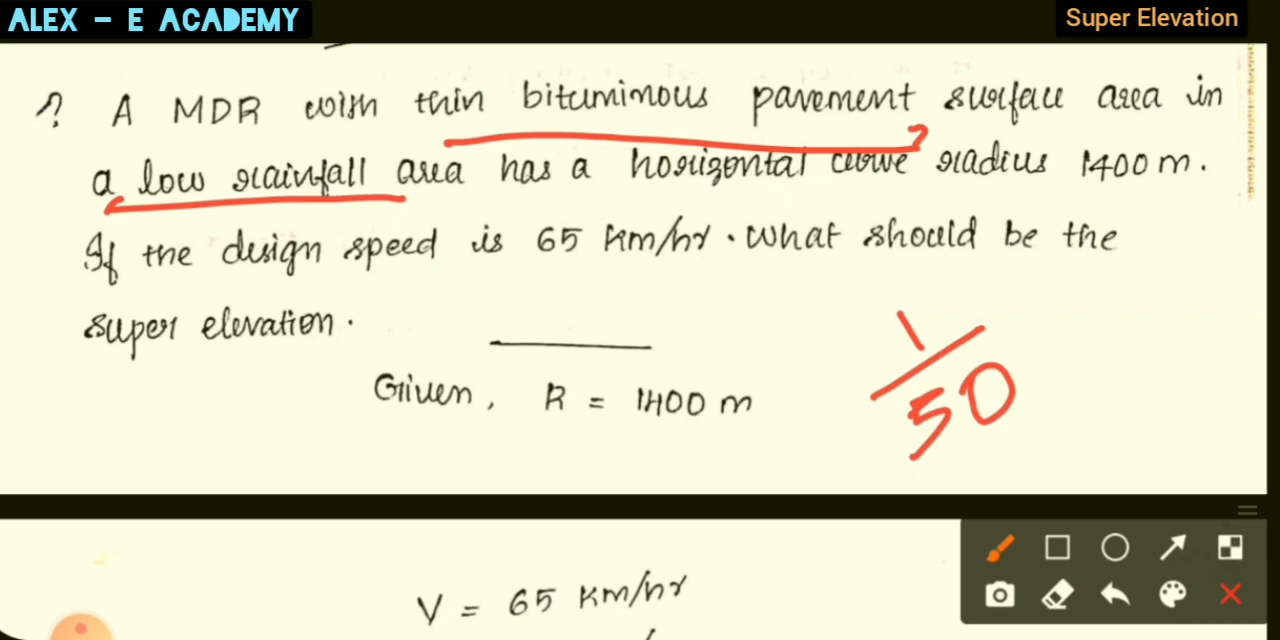 ALEX - E ACADEMY
Super Elevation
? A MDR with thin bituminous pavement surface area in
a low rainfall area has a horizontal curve radius 1400 m.
If the design speed is 65 Km/hr. What should be the
super elevation.
Given, R = 1400 m
1/50
V = 65 Km/hr